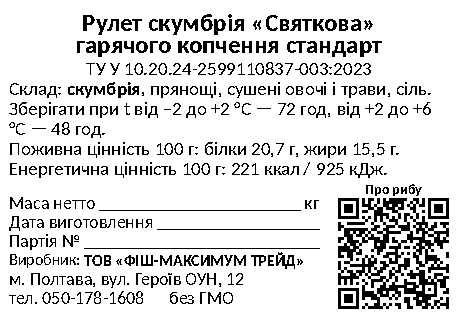 Рулет скумбрія «Святкова»
гарячого копчення стандарт
ТУ У 10.20.24-2599110837-003:2023
Склад: скумбрія, прянощі, сушені овочі і трави, сіль.
Зберігати при t від –2 до +2 °С — 72 год, від +2 до +6
°С — 48 год.
Поживна цінність 100 г: білки 20,7 г, жири 15,5 г.
Енергетична цінність 100 г: 221 ккал / 925 кДж.
Про рибу
Маса нетто ______________________ кг
Дата виготовлення __________________
Партія № __________________________
Виробник: ТОВ «ФІШ-МАКСИМУМ ТРЕЙД»
м. Полтава, вул. Героїв ОУН, 12
тел. 050-178-1608 без ГМО